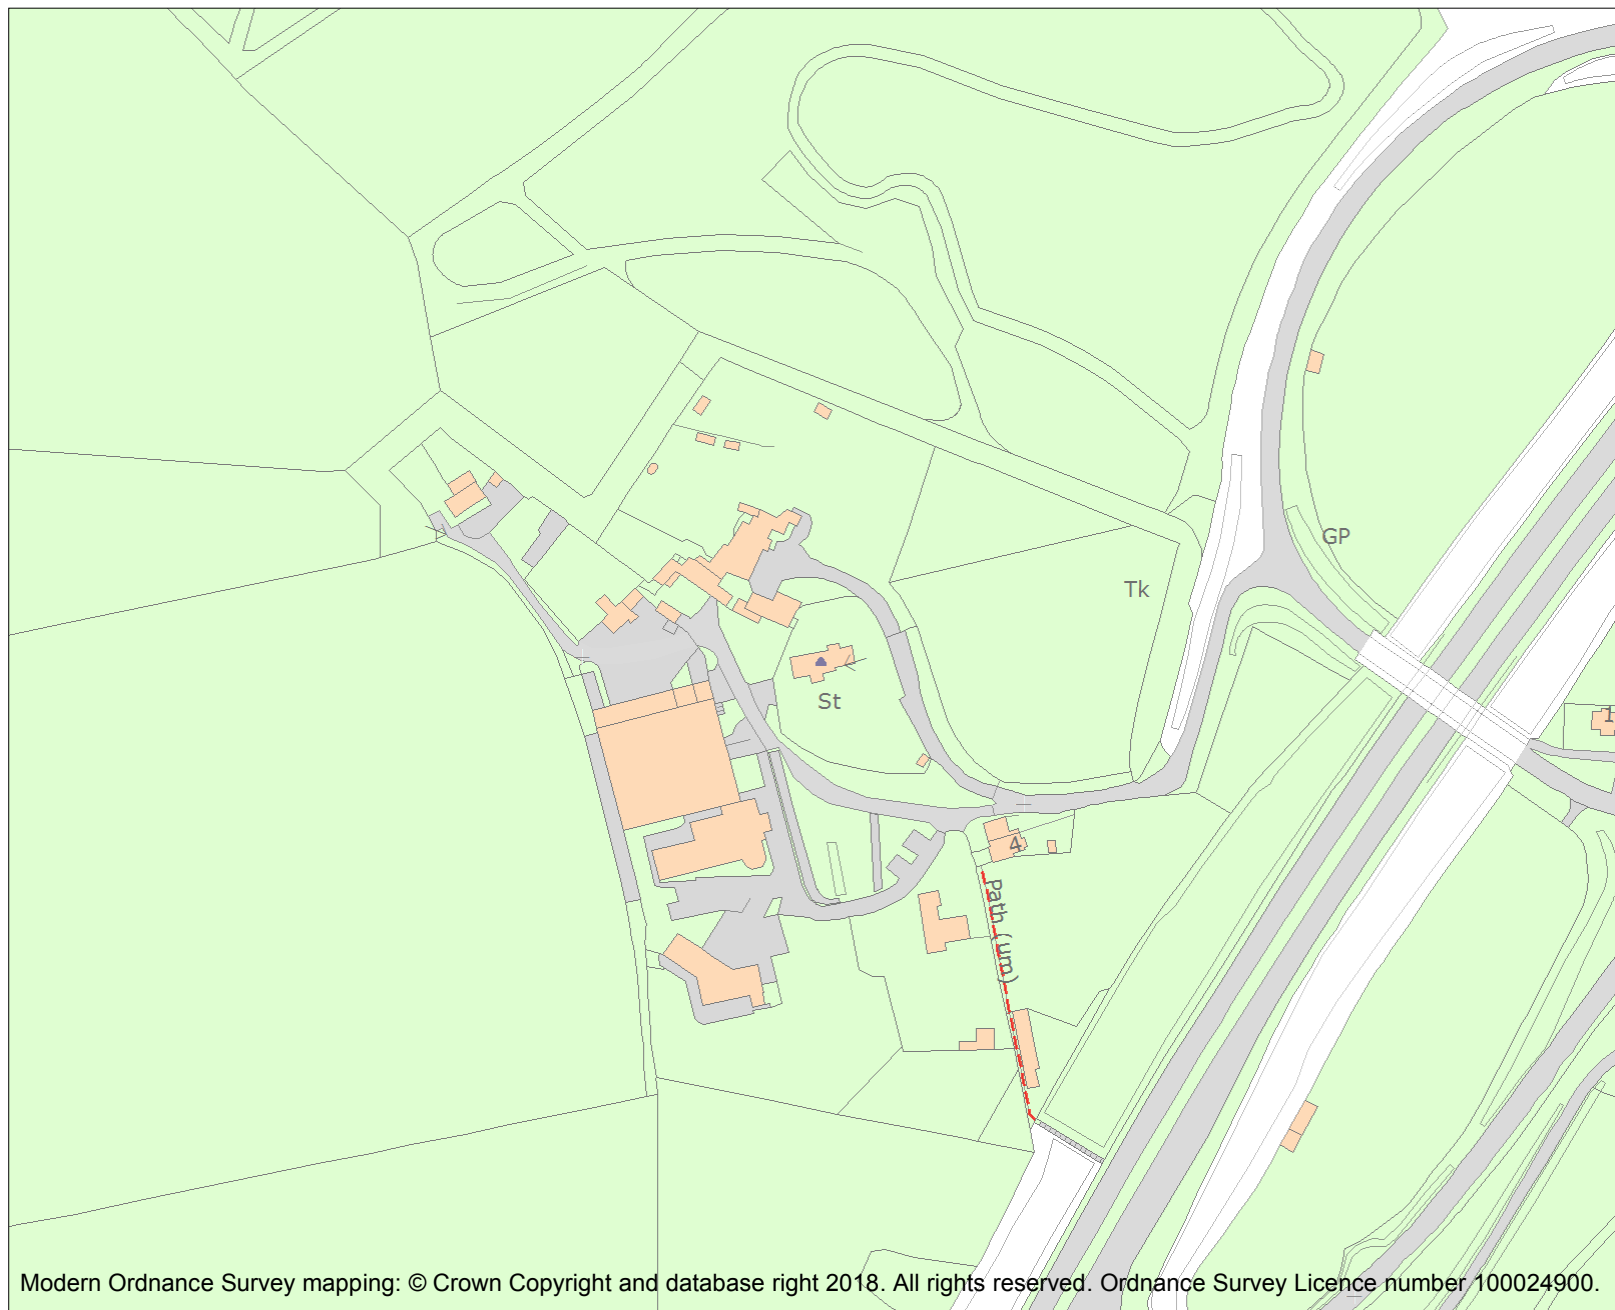 GP
Tk
St
1
4
Path (um)
Modern Ordnance Survey mapping: © Crown Copyright and database right 2018. All rights reserved. Ordnance Survey Licence number 100024900.